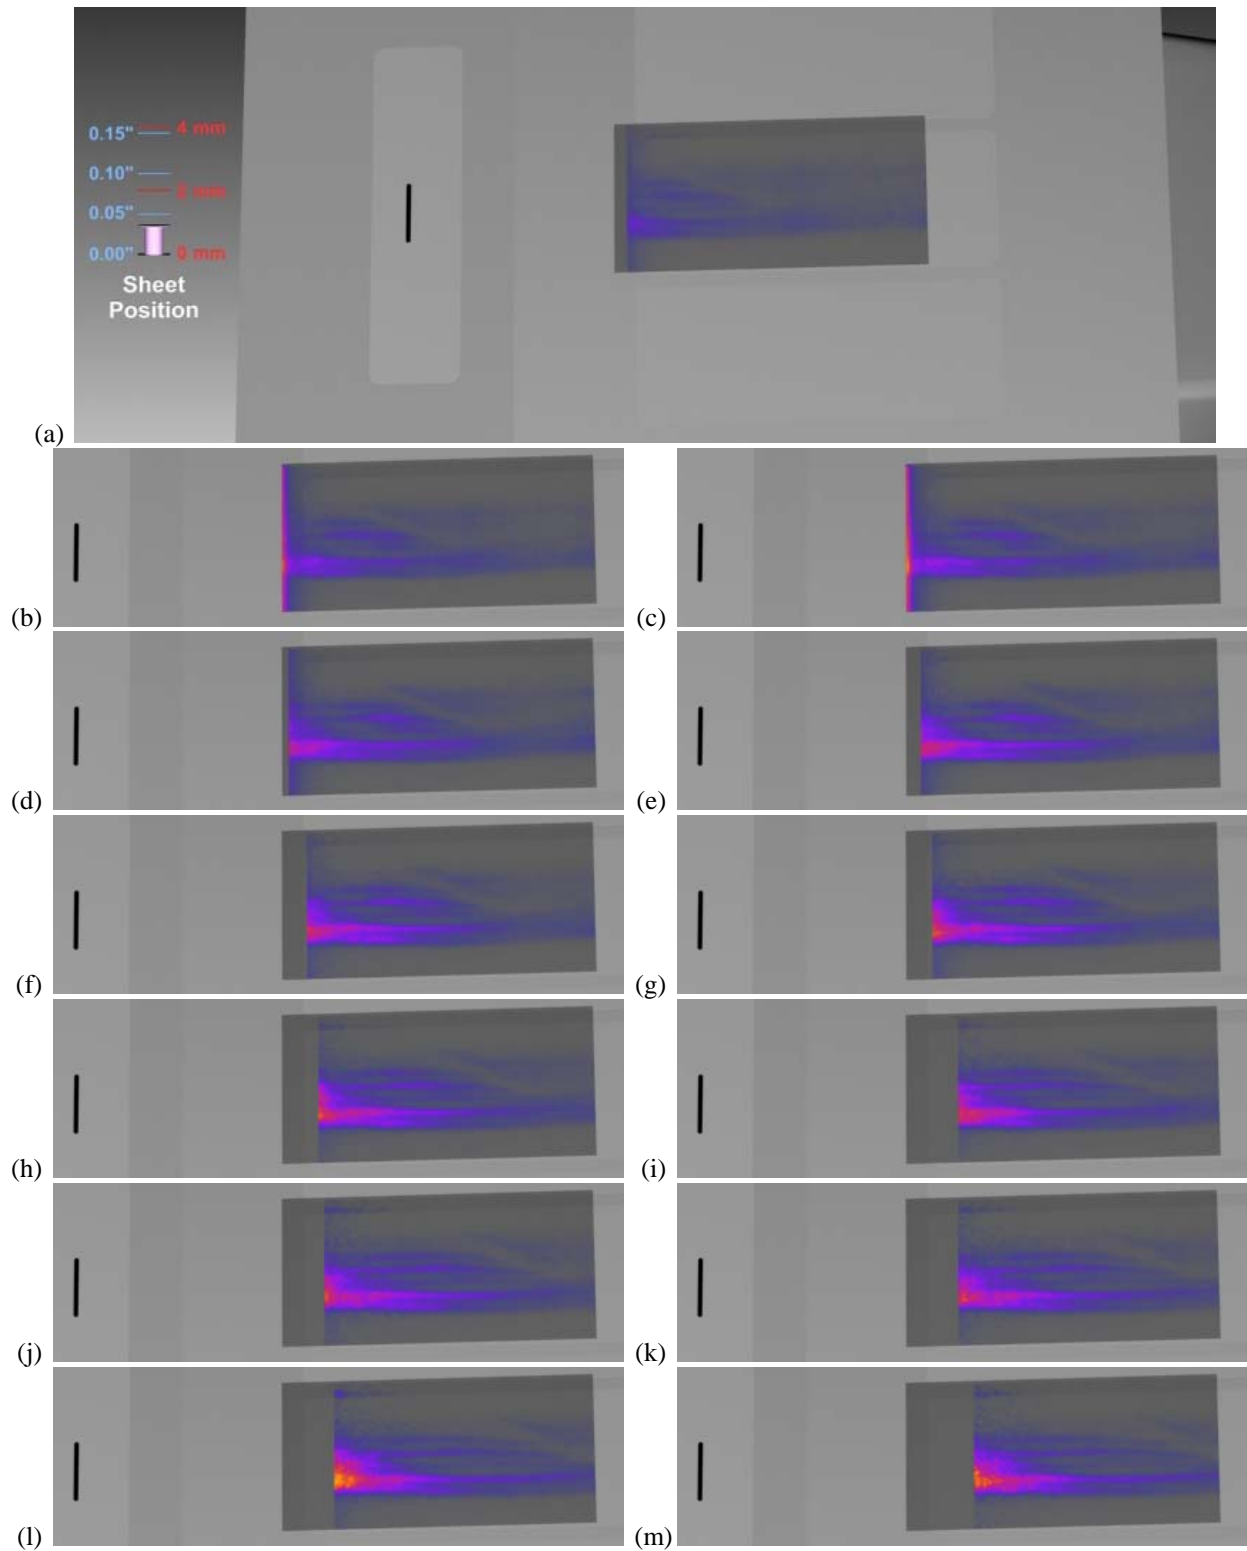 0.15" 4 mm
0.10"
2 mm
0.05"
0.00" 0 mm
Sheet
Position
(a)
(b) (c)
(d) (e)
(f) (g)
(h) (i)
(j) (k)
(l) (m)